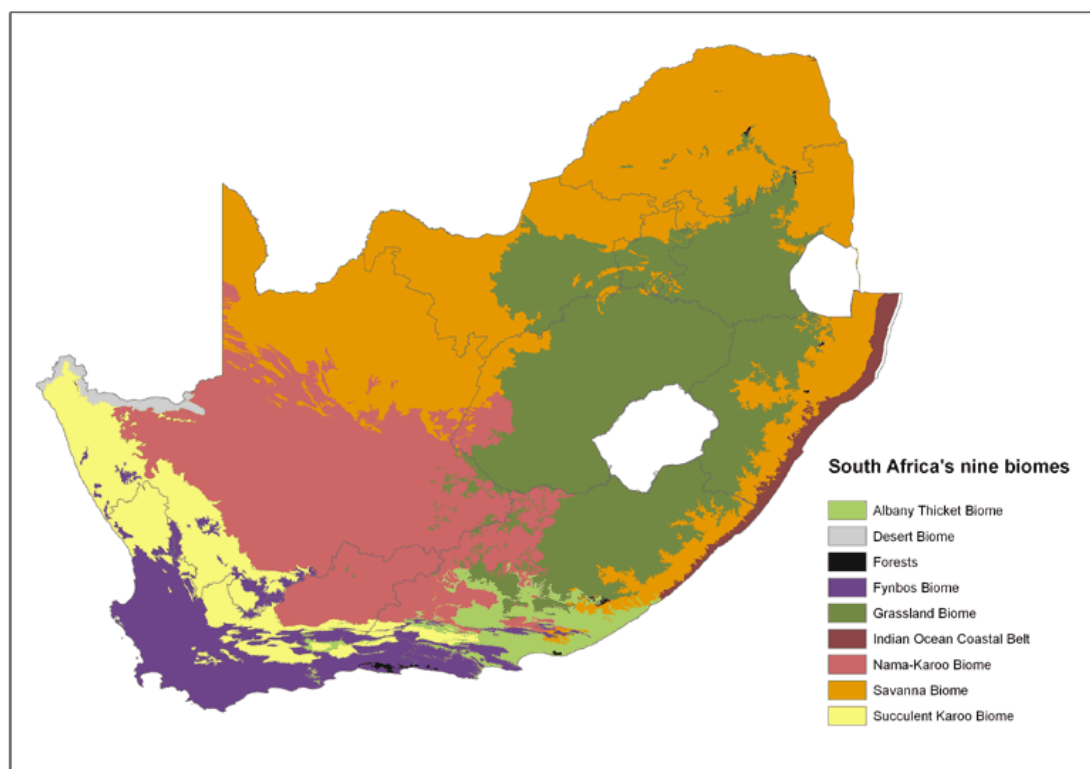 South Africa's nine biomes
Albany Thicket Biome
Desert Biome
Forests
Fynbos Biome
Grassland Biome
Indian Ocean Coastal Belt
Nama-Karoo Biome
Savanna Biome
Succulent Karoo Biome